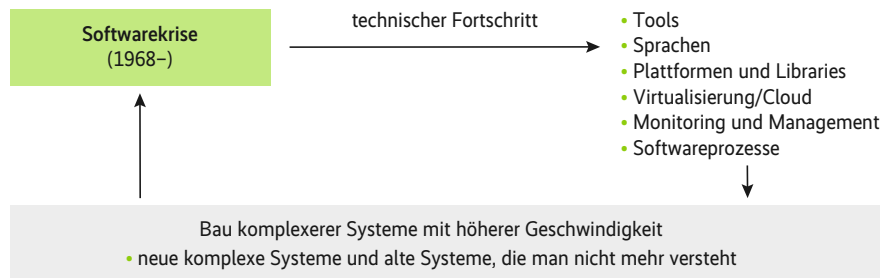 Softwarekrise
(1968–)
technischer Fortschritt
• Tools
• Sprachen
• Plattformen und Libraries
• Virtualisierung/Cloud
• Monitoring und Management
• Softwareprozesse
Bau komplexerer Systeme mit höherer Geschwindigkeit
• neue komplexe Systeme und alte Systeme, die man nicht mehr versteht